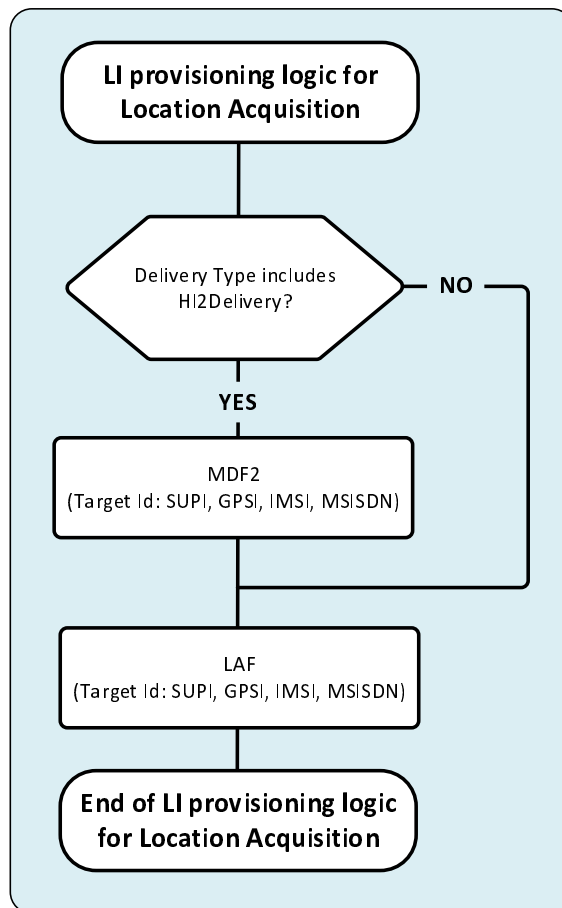 LI provisioning logic for
Location Acquisition
Delivery Type includes
HI2Delivery?
NO
YES
MDF2
(Target Id: SUPI, GPSI, IMSI, MSISDN)
LAF
(Target Id: SUPI, GPSI, IMSI, MSISDN)
End of LI provisioning logic
for Location Acquisition